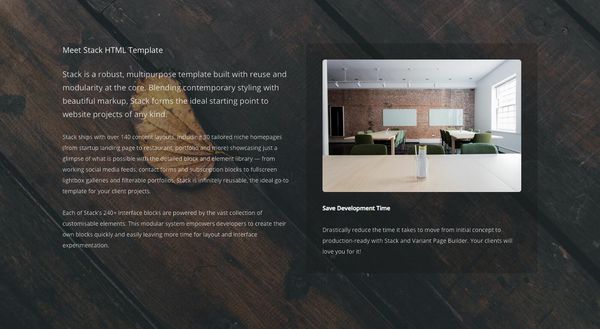 Meet Stack HTML Template
Stack is a robust, multipurpose template built with reuse and
modularity at the core. Blending contemporary styling with
beautiful markup, Stack forms the ideal starting point to
website projects of any kind.
Stack ships with over 140 content layouts, including 30 tailored niche homepages
(from startup landing page to restaurant, portfolio and more) showcasing just a
glimpse of what is possible with the detailed block and element library — from
working social media feeds, contact forms and subscription blocks to fullscreen
lightbox galleries and filterable portfolios, Stack is infinitely reusable, the ideal go-to
template for your client projects.
Each of Stack's 240+ interface blocks are powered by the vast collection of
customisable elements. This modular system empowers developers to create their
own blocks quickly and easily leaving more time for layout and interface
experimentation.
Save Development Time
Drastically reduce the time it takes to move from initial concept to
production-ready with Stack and Variant Page Builder. Your clients will
love you for it!